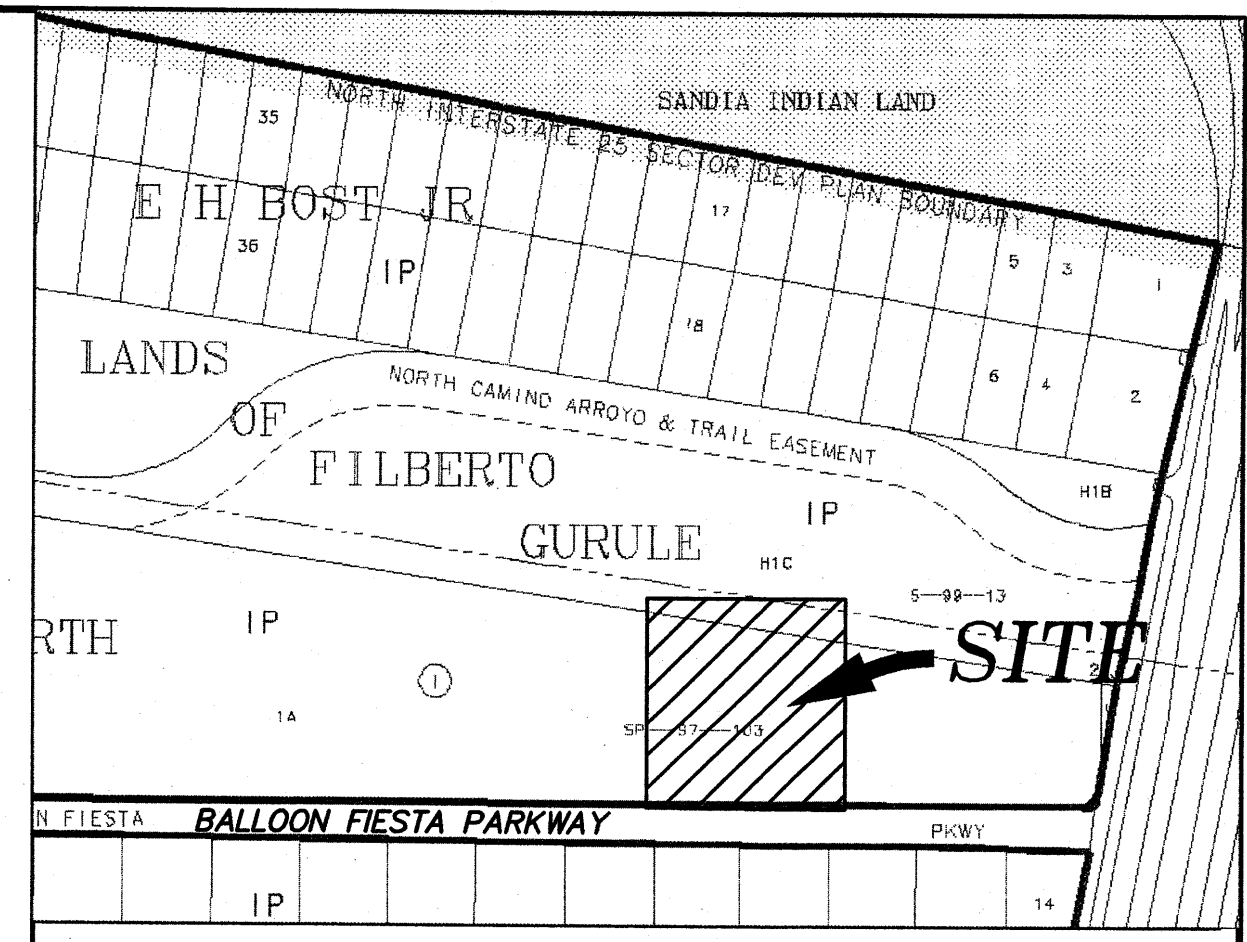 SANDIA INDIAN LAND
NORTH INTERSTATE 25 SECTOR DEV PLAN BOUNDARY
35
E H BOST JR
17
36
IP
5
3
1
18
LANDS
6
4
2
NORTH CAMINO ARROYO & TRAIL EASEMENT
OF
FILBERTO
H1B
IP
GURULE
H1C
S-99-13
IP
RTH
SITE
2
1
1A
SP-97-103
N FIESTA
BALLOON FIESTA PARKWAY
PKWY
IP
14